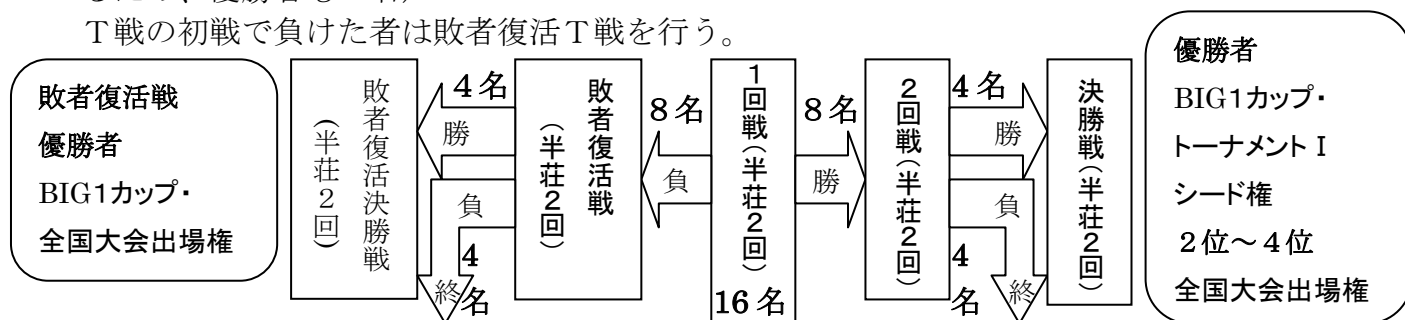 T戦の初戦で負けた者は敗者復活T戦を行う。
敗者復活戦
優勝者
BIG1カップ・
全国大会出場権
敗者復活決勝戦
(半荘2回)
4名
勝
負
4名
終
敗者復活戦
(半荘2回)
8名
負
1回戦(半荘2回)
16名
8名
勝
2回戦(半荘2回)
4名
勝
負
4名
終
決勝戦(半荘2回)
優勝者
BIG1カップ・
トーナメントI
シード権
2位~4位
全国大会出場権